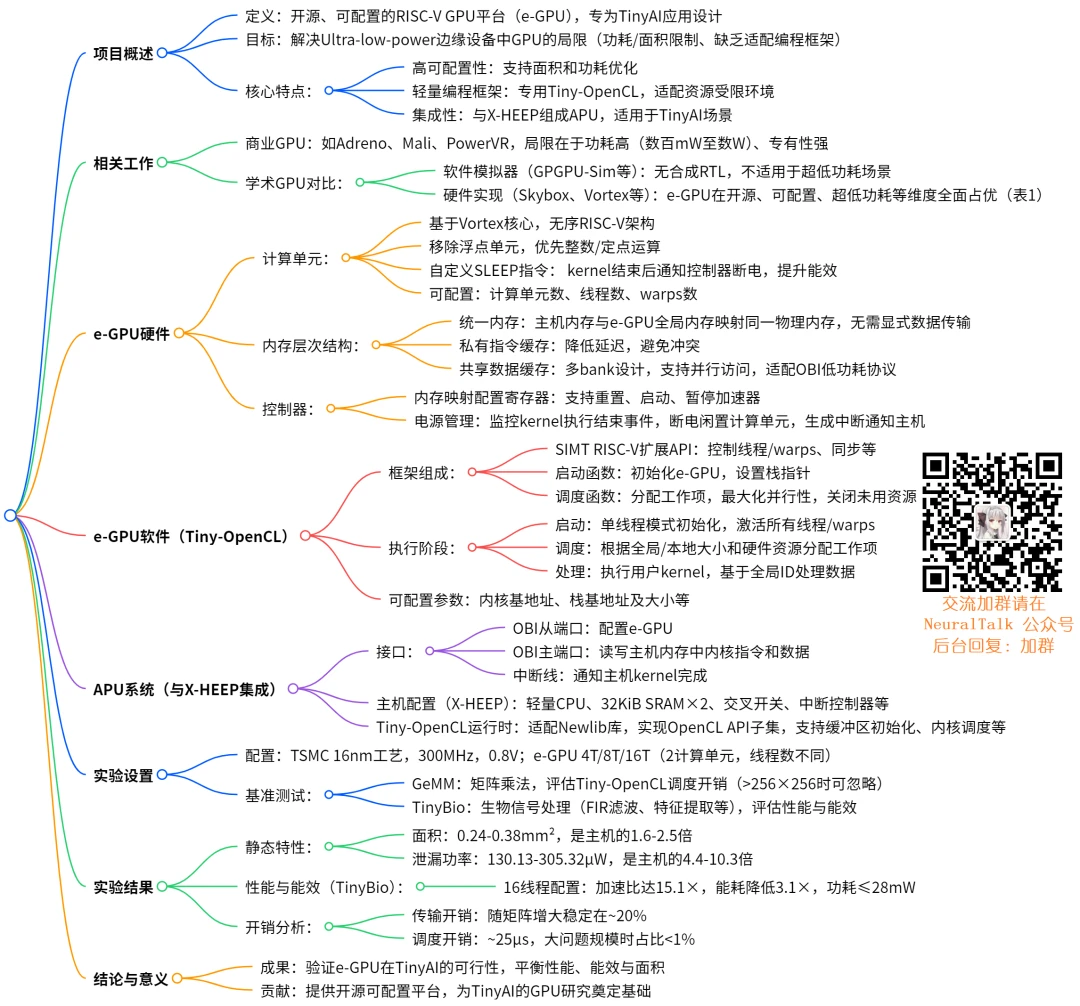 项目概述
定义：开源、可配置的RISC-V GPU平台（e-GPU），专为TinyAI应用设计
目标：解决Ultra-low-power边缘设备中GPU的局限（功耗/面积限制、缺乏适配编程框架）
核心特点：
高可配置性：支持面积和功耗优化
轻量编程框架：专用Tiny-OpenCL，适配资源受限环境
集成性：与X-HEEP组成APU，适用于TinyAI场景
相关工作
商业GPU：如Adreno、Mali、PowerVR，局限在于功耗高（数百mW至数W）、专有性强
学术GPU对比：
软件模拟器（GPGPU-Sim等）：无合成RTL，不适用于超低功耗场景
硬件实现（Skybox、Vortex等）：e-GPU在开源、可配置、超低功耗等维度全面占优（表1）
e-GPU硬件
计算单元：
基于Vortex核心，无序RISC-V架构
移除浮点单元，优先整数/定点运算
自定义SLEEP指令： kernel结束后通知控制器断电，提升能效
可配置：计算单元数、线程数、warps数
内存层次结构：
统一内存：主机内存与e-GPU全局内存映射同一物理内存，无需显式数据传输
私有指令缓存：降低延迟，避免冲突
共享数据缓存：多bank设计，支持并行访问，适配OBI低功耗协议
控制器：
内存映射配置寄存器：支持重置、启动、暂停加速器
电源管理：监控kernel执行结束事件，断电闲置计算单元，生成中断通知主机
e-GPU软件（Tiny-OpenCL）
框架组成：
SIMT RISC-V扩展API：控制线程/warps、同步等
启动函数：初始化e-GPU，设置栈指针
调度函数：分配工作项，最大化并行性，关闭未用资源
执行阶段：
启动：单线程模式初始化，激活所有线程/warps
调度：根据全局/本地大小和硬件资源分配工作项
处理：执行用户kernel，基于全局ID处理数据
可配置参数：内核基地址、栈基地址及大小等
交流加群请在
NeuralTalk 公众号
后台回复：加群
APU系统（与X-HEEP集成）
接口：
OBI从端口：配置e-GPU
OBI主端口：读写主机内存中内核指令和数据
中断线：通知主机kernel完成
主机配置（X-HEEP）：轻量CPU、32KiB SRAM×2、交叉开关、中断控制器等
Tiny-OpenCL运行时：适配Newlib库，实现OpenCL API子集，支持缓冲区初始化、内核调度等
实验设置
配置：TSMC 16nm工艺，300MHz，0.8V；e-GPU 4T/8T/16T（2计算单元，线程数不同）
基准测试：
GeMM：矩阵乘法，评估Tiny-OpenCL调度开销（>256×256时可忽略）
TinyBio：生物信号处理（FIR滤波、特征提取等），评估性能与能效
实验结果
静态特性：
面积：0.24-0.38mm²，是主机的1.6-2.5倍
泄漏功率：130.13-305.32μW，是主机的4.4-10.3倍
性能与能效（TinyBio）：
16线程配置：加速比达15.1×，能耗降低3.1×，功耗≤28mW
开销分析：
传输开销：随矩阵增大稳定在~20%
调度开销：~25μs，大问题规模时占比<1%
结论与意义
成果：验证e-GPU在TinyAI的可行性，平衡性能、能效与面积
贡献：提供开源可配置平台，为TinyAI的GPU研究奠定基础